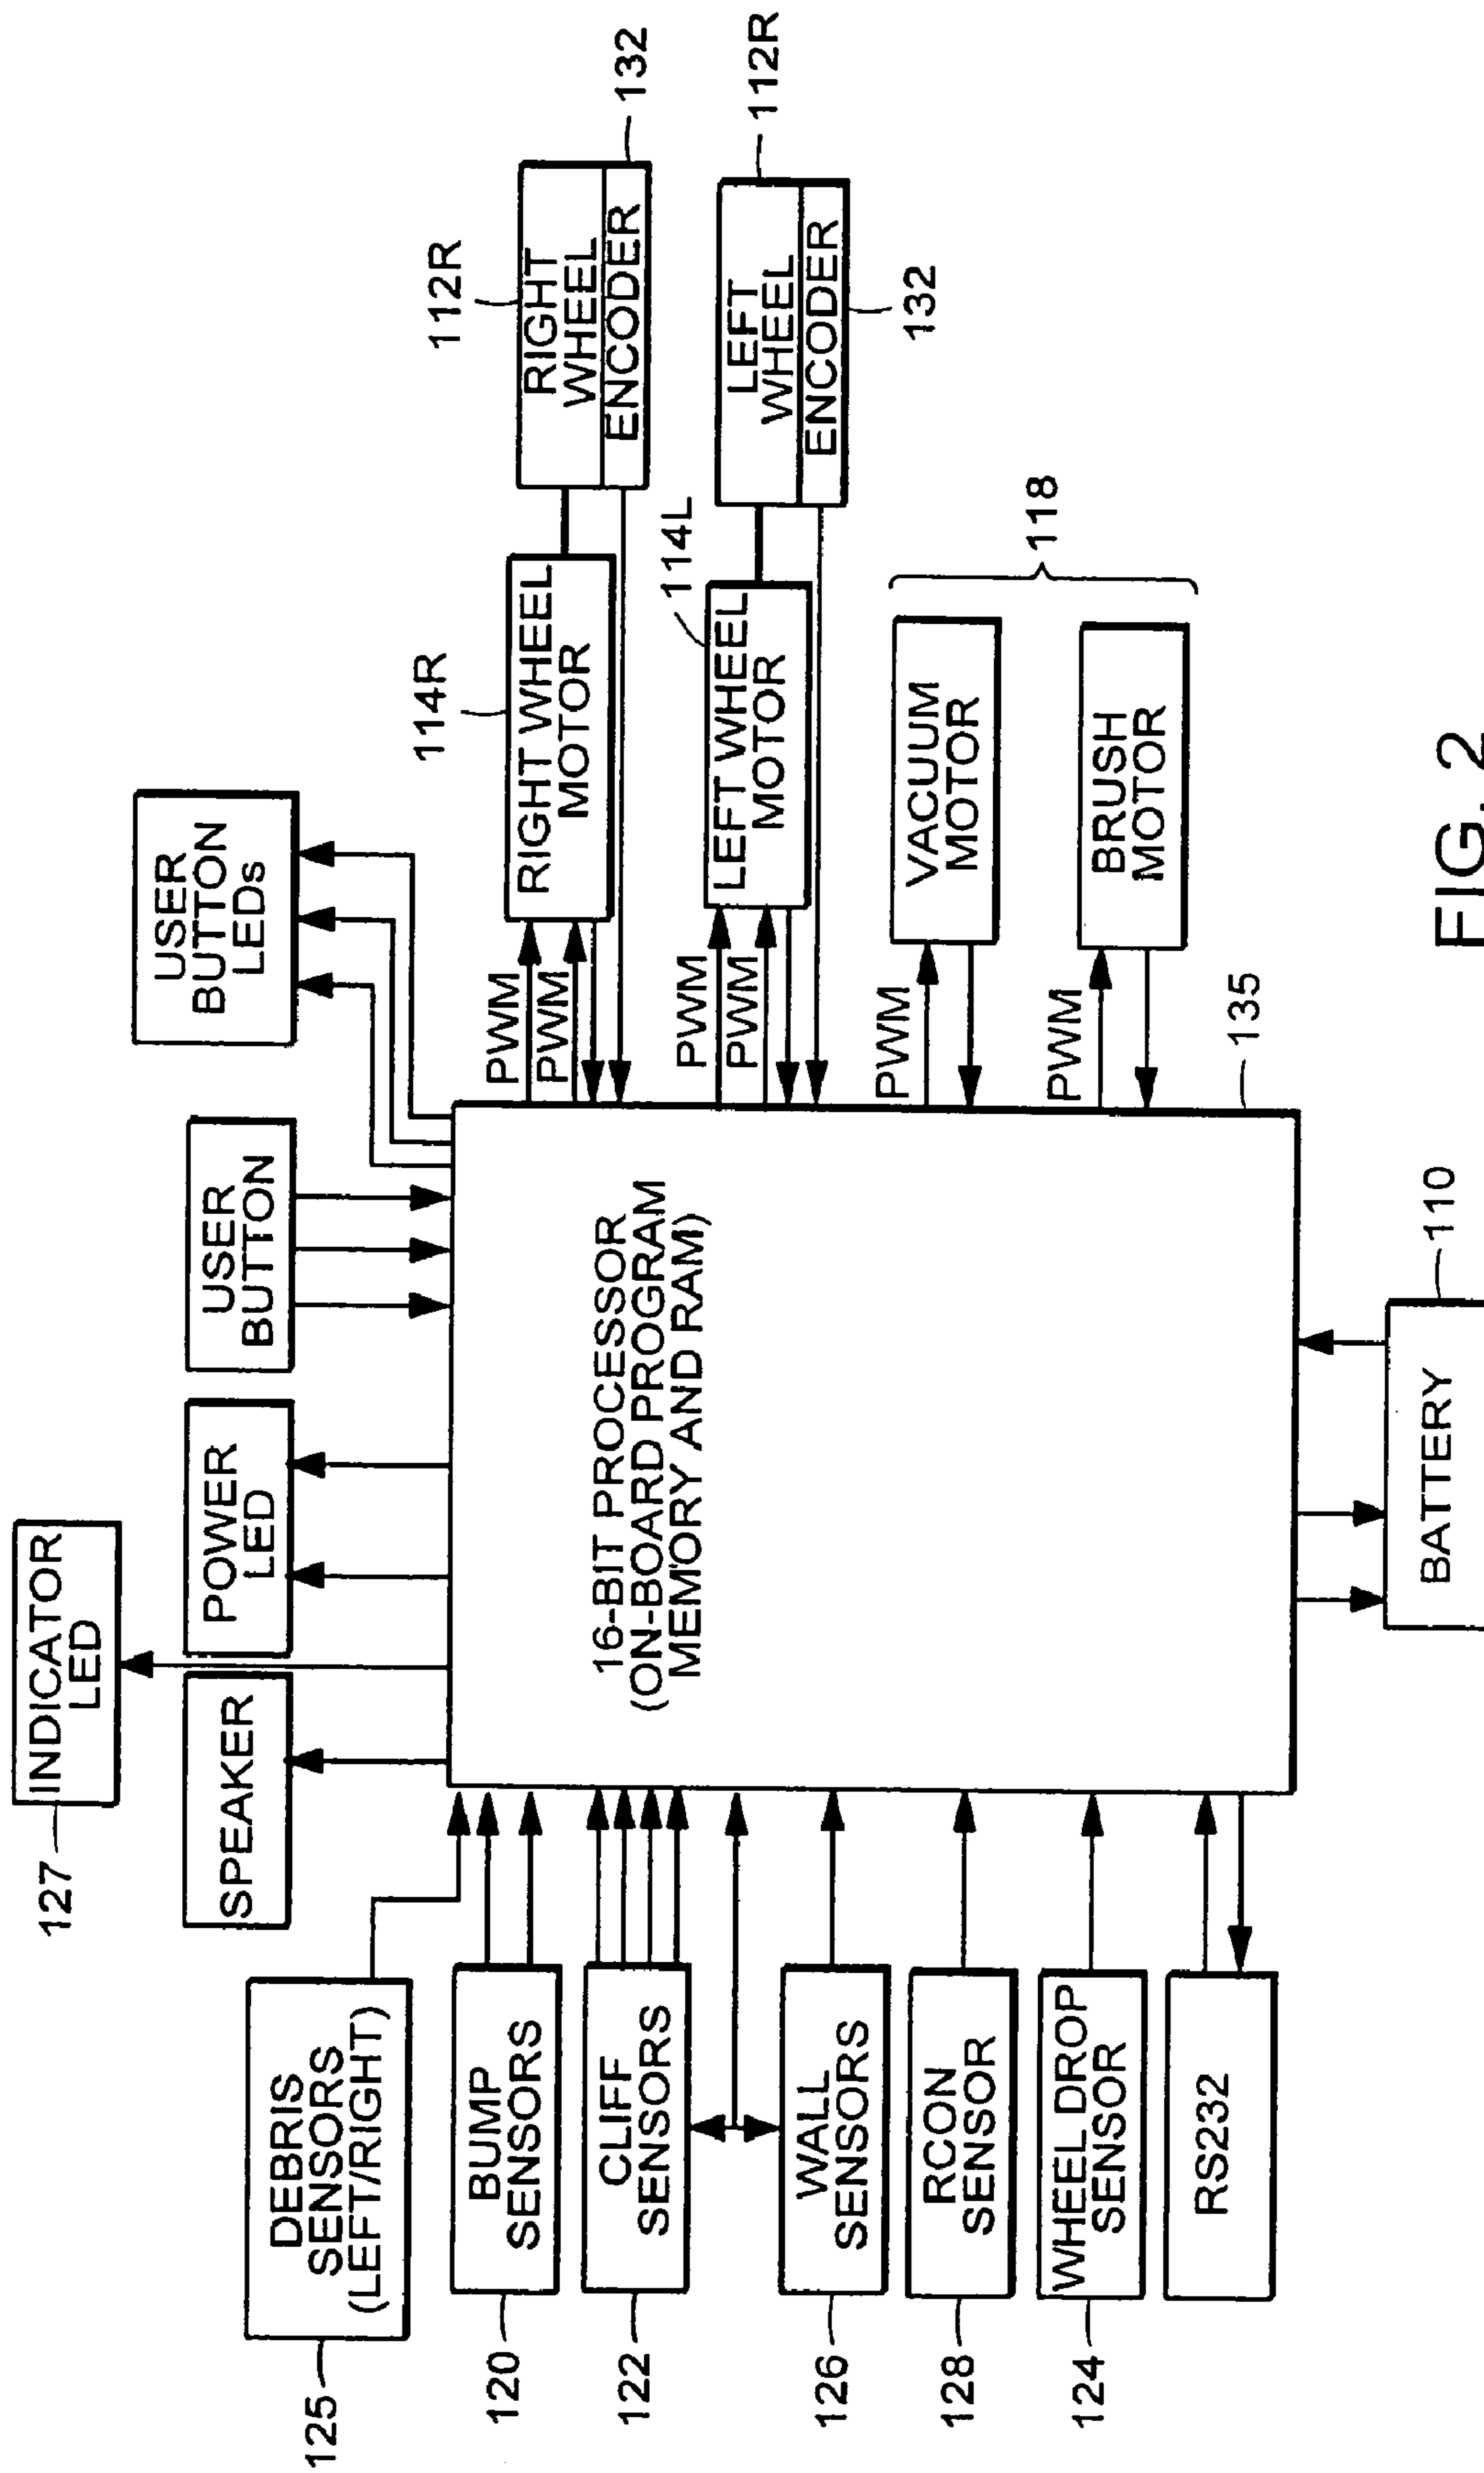 127
INDICATOR
LED
SPEAKER
POWER
LED
USER
BUTTON
USER
BUTTON
LEDs
125
DEBRIS
SENSORS
(LEFT/RIGHT)
120
BUMP
SENSORS
122
CLIFF
SENSORS
126
WALL
SENSORS
128
RCON
SENSOR
124
WHEEL DROP
SENSOR
RS232
16-BIT PROCESSOR
(ON-BOARD PROGRAM
MEMORY AND RAM)
135
PWM
PWM
114R
RIGHT WHEEL
MOTOR
112R
RIGHT
WHEEL
ENCODER
132
PWM
PWM
114L
LEFT WHEEL
MOTOR
112R
LEFT
WHEEL
ENCODER
132
PWM
VACUUM
MOTOR
118
PWM
BRUSH
MOTOR
BATTERY
110
FIG. 2